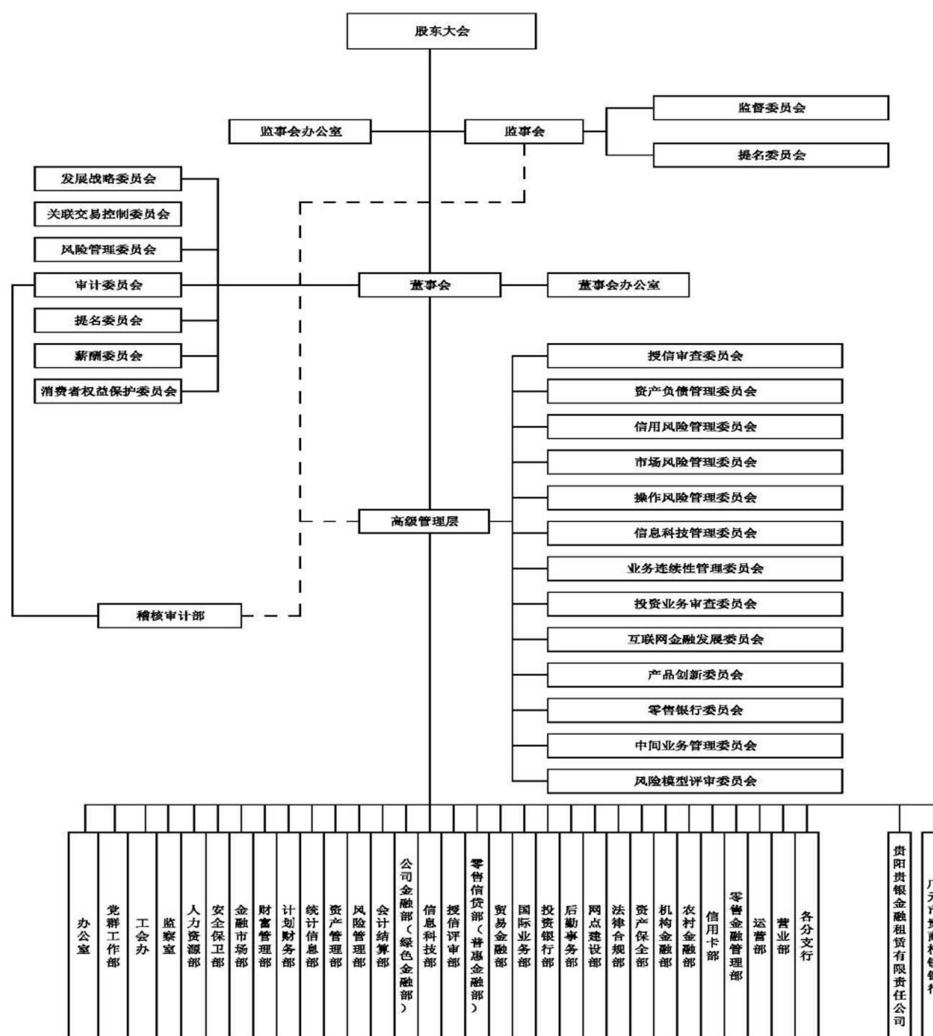 股东大会
监督委员会
监事会办公室
监事会
提名委员会
发展战略委员会
关联交易控制委员会
风险管理委员会
审计委员会
董事会
董事会办公室
提名委员会
薪酬委员会
消费者权益保护委员会
授信审查委员会
资产负债管理委员会
信用风险管理委员会
市场风险管理委员会
操作风险管理委员会
高级管理层
信息科技管理委员会
业务连续性管理委员会
投资业务审查委员会
稽核审计部
互联网金融发展委员会
产品创新委员会
零售银行委员会
中间业务管理委员会
风险模型评审委员会
办公室
党群工作部
工会办
监察室
人力资源部
安全保卫部
金融市场部
财富管理部
计划财务部
统计信息部
资产管理部
风险管理部
会计结算部
公司金融部（绿色金融部）
信息科技部
授信评审部
零售信贷部（普惠金融部）
贸易金融部
国际业务部
投资银行部
后勤事务部
网点建设部
法律合规部
资产保全部
机构金融部
农村金融部
信用卡部
零售金融管理部
运营部
营业部
各分支行
贵阳贵银金融租赁有限责任公司